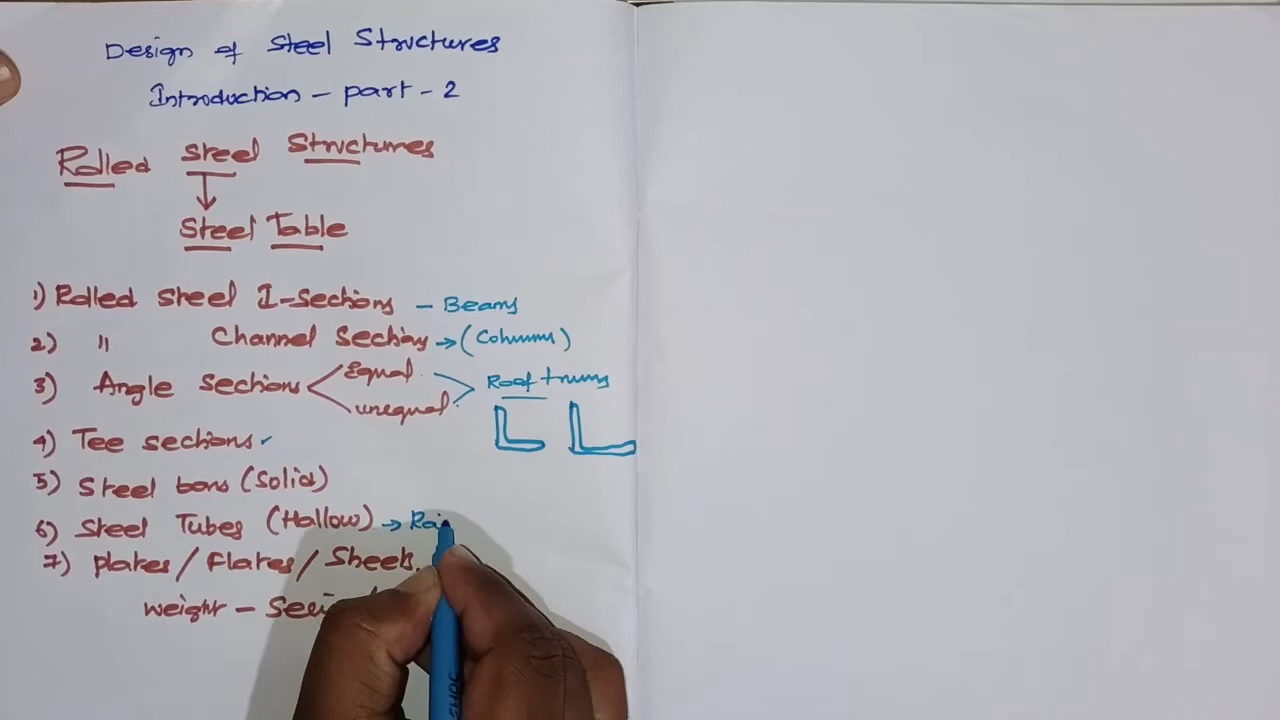 Design of Steel Structures
Introduction - part - 2
Rolled Steel Structures
Steel Table
1) Rolled Steel I-sections - Beams
2) " Channel Sections → (Columns)
3) Angle sections Equal unequal Roof truss
4) Tee sections ✓
5) Steel bars (Solid)
6) Steel Tubes (Hallow) → Rai
7) plates / Flates / Sheets.
weight -